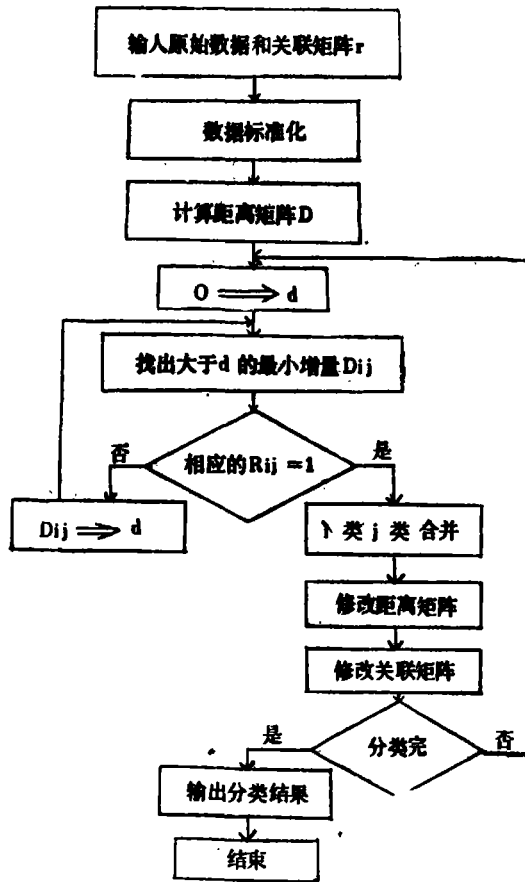 输人原始数据和关联矩阵r
数据标准化
计算距离矩阵D
O ⟹ d
找出大于d的最小增量Dij
相应的Rij=1
否
是
Dij ⟹ d
i 类 j 类 合并
修改距离矩阵
修改关联矩阵
分类完
是
否
输出分类结果
结束